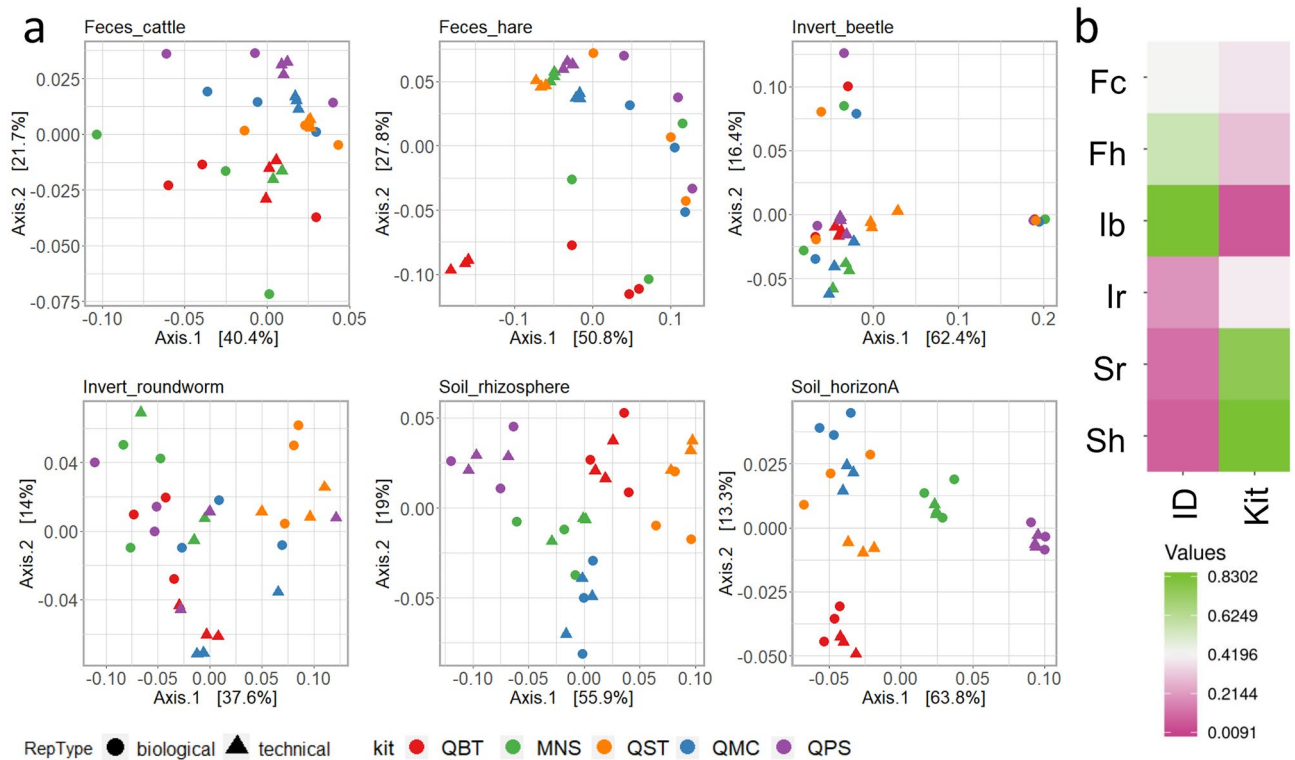 a
b
Feces_cattle
Feces_hare
Invert_beetle
0.025
0.000
-0.025
-0.050
-0.075
Axis.2 [21.7%]
-0.10
-0.05
0.00
0.05
Axis.1 [40.4%]
0.05
0.00
-0.05
-0.10
Axis.2 [27.8%]
-0.1
0.0
0.1
Axis.1 [50.8%]
0.10
0.05
0.00
-0.05
Axis.2 [16.4%]
0.0
0.1
0.2
Axis.1 [62.4%]
Fc
Fh
Ib
Ir
Sr
Sh
ID
Kit
Invert_roundworm
Soil_rhizosphere
Soil_horizonA
0.04
0.00
-0.04
Axis.2 [14%]
-0.10
-0.05
0.00
0.05
0.10
Axis.1 [37.6%]
0.05
0.00
-0.05
Axis.2 [19%]
-0.10
-0.05
0.00
0.05
0.10
Axis.1 [55.9%]
0.025
0.000
-0.025
-0.050
Axis.2 [13.3%]
-0.05
0.00
0.05
0.10
Axis.1 [63.8%]
Values
0.8302
0.6249
0.4196
0.2144
0.0091
RepType biological technical kit QBT MNS QST QMC QPS